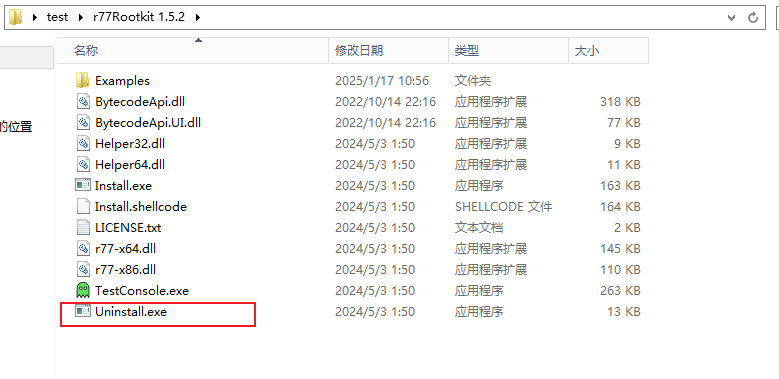 test › r77Rootkit 1.5.2
名称 修改日期 类型 大小
Examples 2025/1/17 10:56 文件夹
BytecodeApi.dll 2022/10/14 22:16 应用程序扩展 318 KB
BytecodeApi.UI.dll 2022/10/14 22:16 应用程序扩展 77 KB
的位置
Helper32.dll 2024/5/3 1:50 应用程序扩展 9 KB
Helper64.dll 2024/5/3 1:50 应用程序扩展 11 KB
Install.exe 2024/5/3 1:50 应用程序 163 KB
Install.shellcode 2024/5/3 1:50 SHELLCODE 文件 164 KB
LICENSE.txt 2024/5/3 1:50 文本文档 2 KB
r77-x64.dll 2024/5/3 1:50 应用程序扩展 145 KB
r77-x86.dll 2024/5/3 1:50 应用程序扩展 110 KB
TestConsole.exe 2024/5/3 1:50 应用程序 263 KB
Uninstall.exe 2024/5/3 1:50 应用程序 13 KB